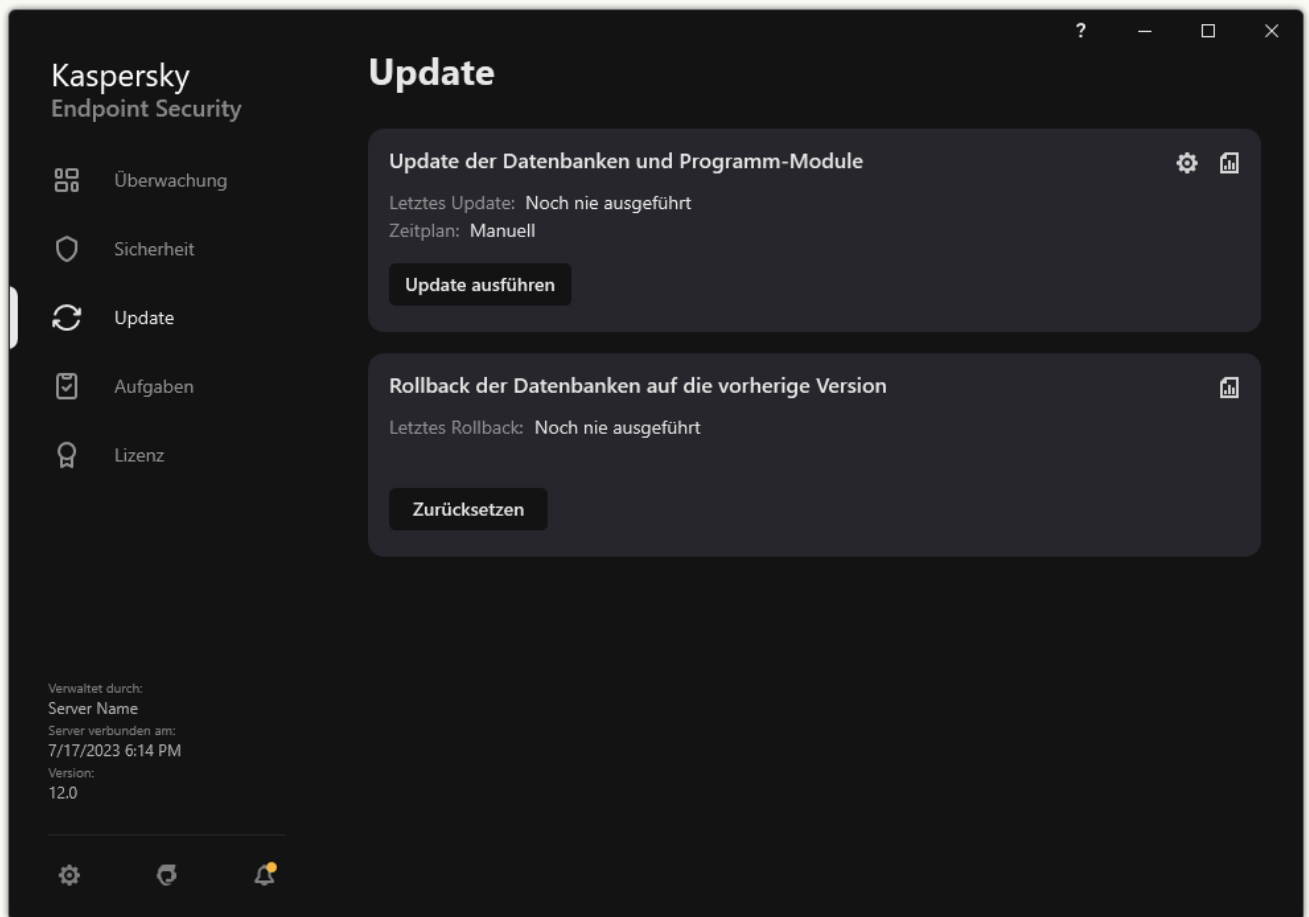 ?
Kaspersky
Endpoint Security
Überwachung
Sicherheit
Update
Aufgaben
Lizenz
Verwaltet durch:
Server Name
Server verbunden am:
7/17/2023 6:14 PM
Version:
12.0
Update
Update der Datenbanken und Programm-Module
Letztes Update: Noch nie ausgeführt
Zeitplan: Manuell
Update ausführen
Rollback der Datenbanken auf die vorherige Version
Letztes Rollback: Noch nie ausgeführt
Zurücksetzen